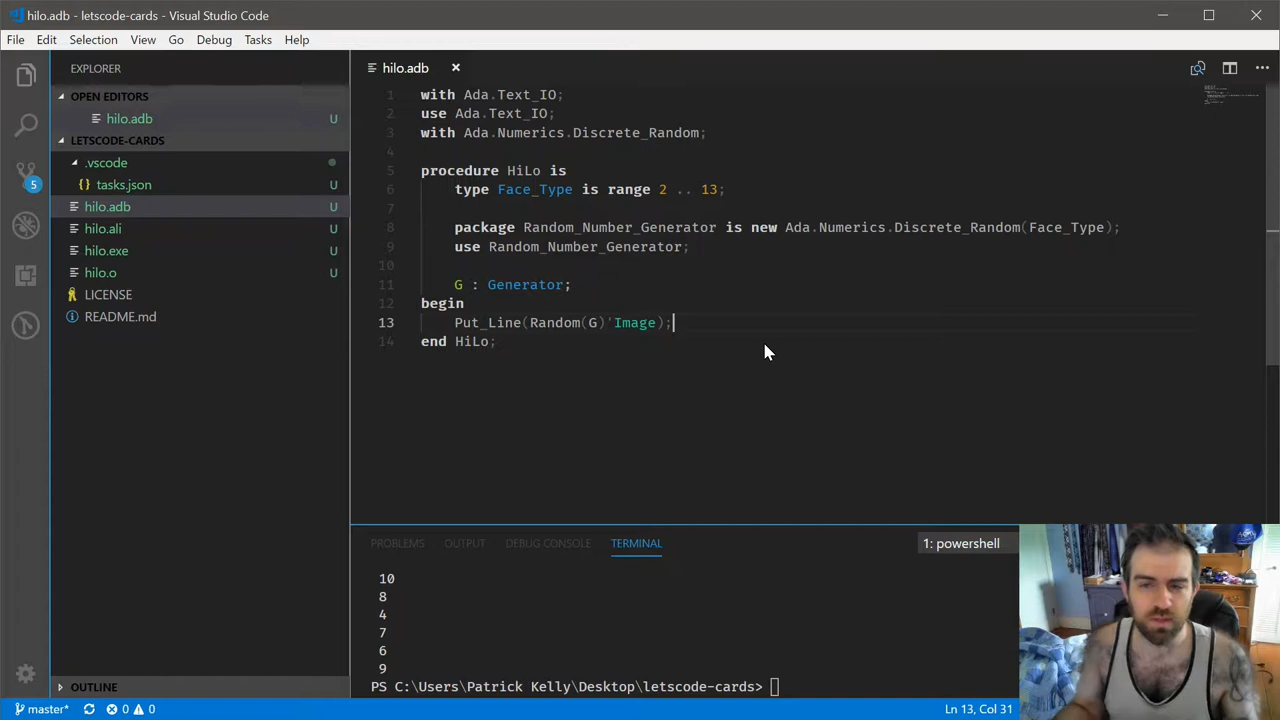 hilo.adb - letscode-cards - Visual Studio Code
File Edit Selection View Go Debug Tasks Help
EXPLORER
OPEN EDITORS
hilo.adb U
LETSCODE-CARDS
.vscode
tasks.json U
hilo.adb U
hilo.ali U
hilo.exe U
hilo.o U
LICENSE
README.md
OUTLINE
5
hilo.adb
1 with Ada.Text_IO;
2 use Ada.Text_IO;
3 with Ada.Numerics.Discrete_Random;
4
5 procedure HiLo is
6 type Face_Type is range 2 .. 13;
7
8 package Random_Number_Generator is new Ada.Numerics.Discrete_Random(Face_Type);
9 use Random_Number_Generator;
10
11 G : Generator;
12 begin
13 Put_Line(Random(G)'Image);
14 end HiLo;
PROBLEMS OUTPUT DEBUG CONSOLE TERMINAL 1: powershell
10
8
4
7
6
9
PS C:\Users\Patrick Kelly\Desktop\letscode-cards>
master* 0 0 Ln 13, Col 31